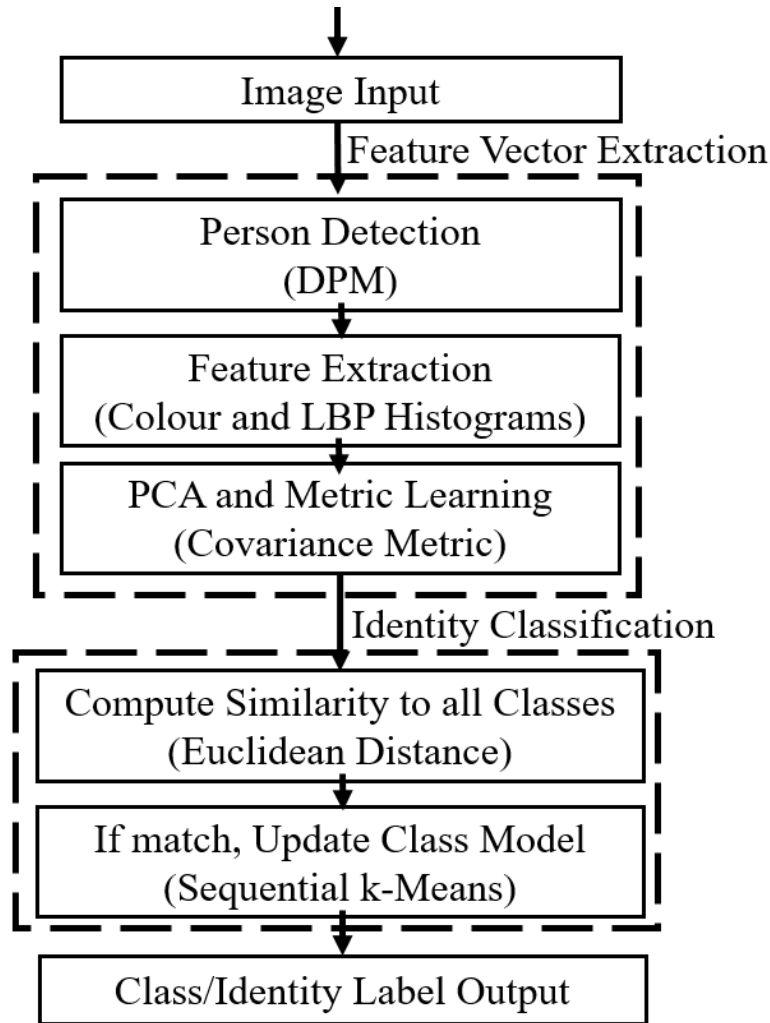 Image Input
Feature Vector Extraction
Person Detection
(DPM)
Feature Extraction
(Colour and LBP Histograms)
PCA and Metric Learning
(Covariance Metric)
Identity Classification
Compute Similarity to all Classes
(Euclidean Distance)
If match, Update Class Model
(Sequential k-Means)
Class/Identity Label Output